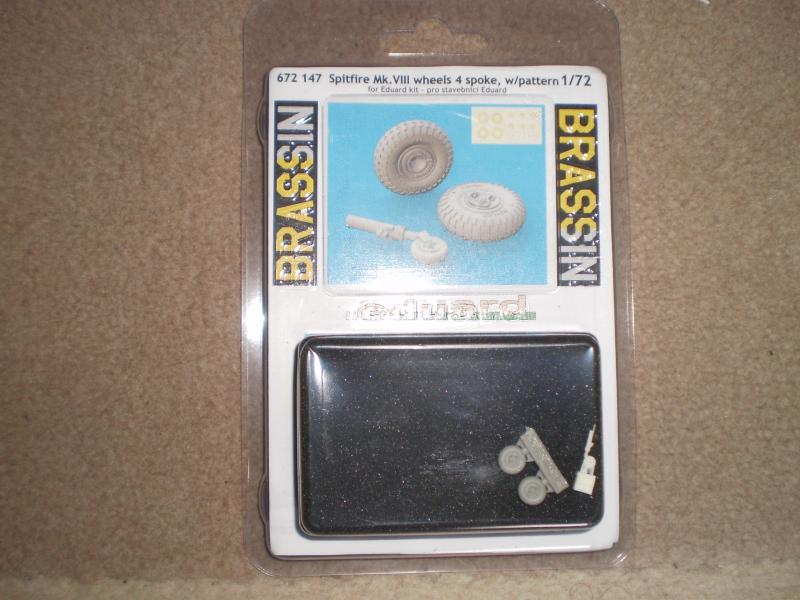 672 147 Spitfire Mk.VIII wheels 4 spoke, w/pattern 1/72
for Eduard kit - pro stavebnici Eduard
BRASSIN
BRASSIN
eduard